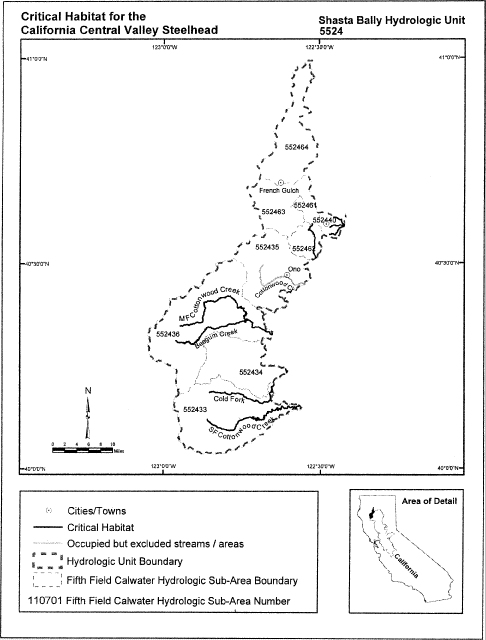 Critical Habitat for the
California Central Valley Steelhead
Shasta Bally Hydrologic Unit
5524
123°0'0"W
122°30'0"W
41°0'0"N
41°0'0"N
552464
French Gulch
552461
552463
552440
552435
552462
40°30'0"N
40°30'0"N
Ono
Cottonwood Cr
MF Cottonwood Creek
552436
Beegum Creek
552434
N
Cold Fork
552433
SF Cottonwood Creek
0 2 4 6 8 10
Miles
40°0'0"N
40°0'0"N
123°0'0"W
122°30'0"W
Cities/Towns
Critical Habitat
Occupied but excluded streams / areas
Hydrologic Unit Boundary
Fifth Field Calwater Hydrologic Sub-Area Boundary
110701 Fifth Field Calwater Hydrologic Sub-Area Number
Area of Detail
California